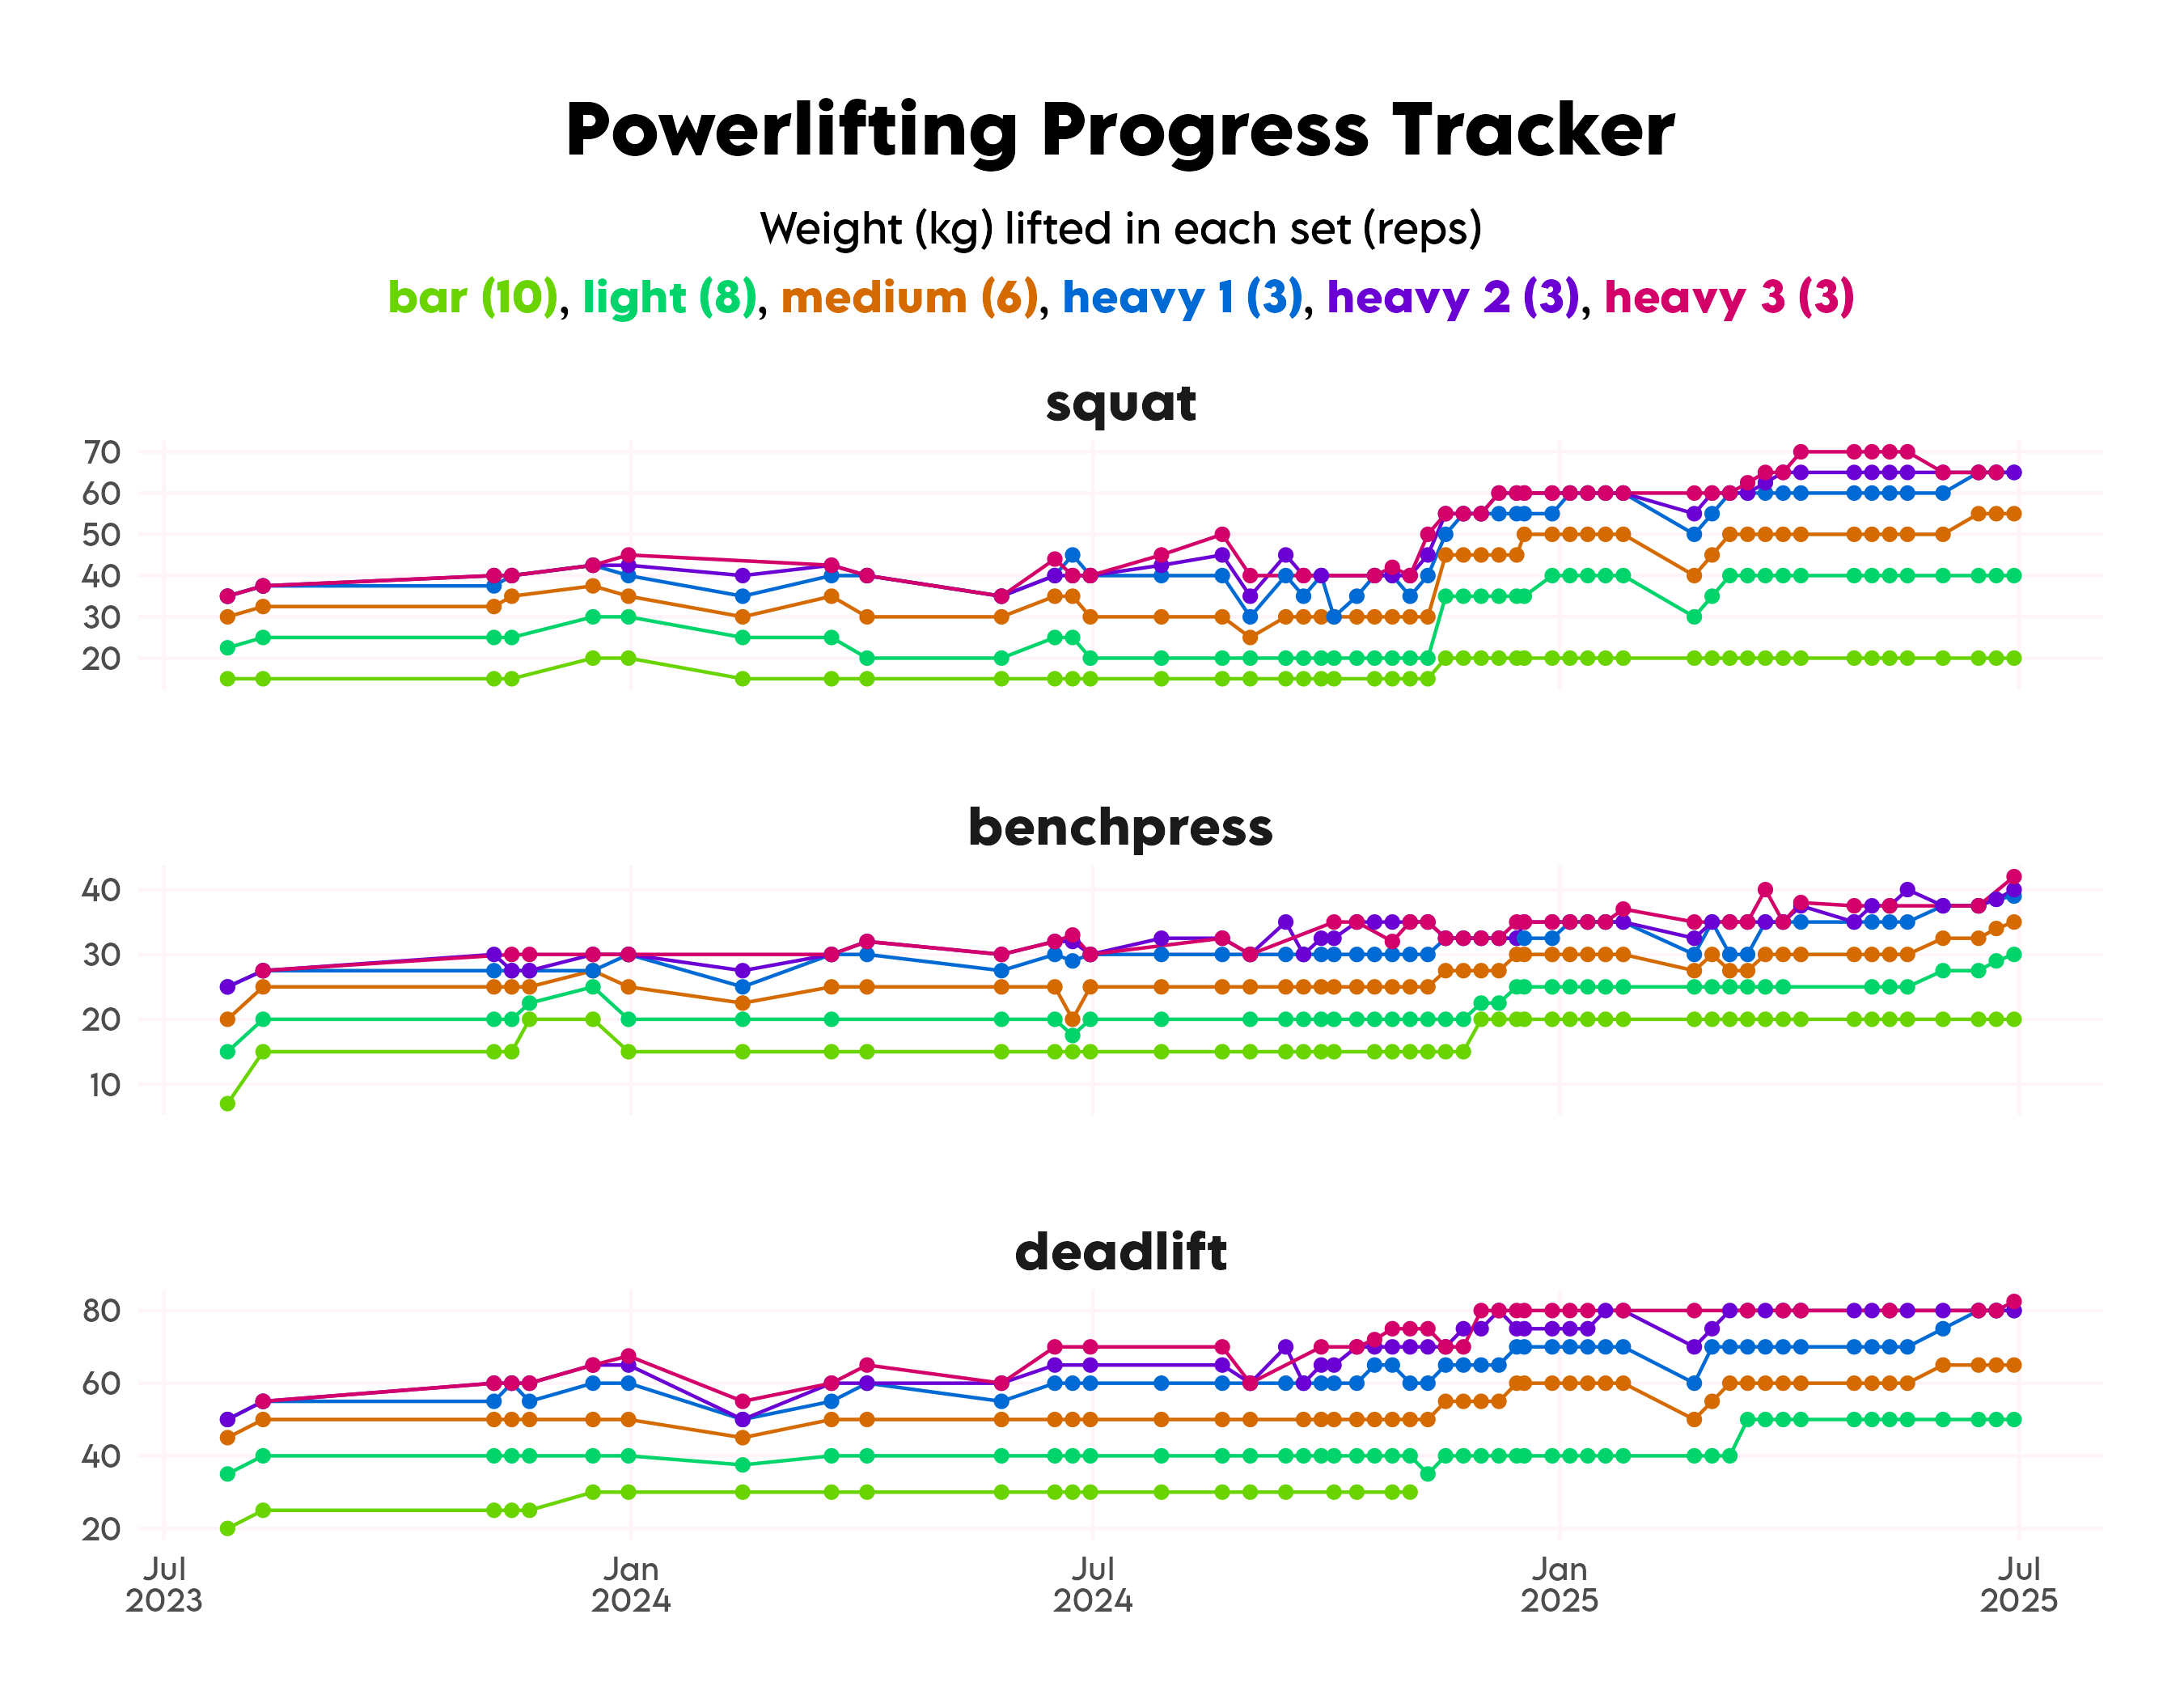 Powerlifting Progress Tracker
Weight (kg) lifted in each set (reps)
bar (10), light (8), medium (6), heavy 1 (3), heavy 2 (3), heavy 3 (3)
squat
70
60
50
40
30
20
benchpress
40
30
20
10
deadlift
80
60
40
20
Jul Jan Jul Jan Jul
2023 2024 2024 2025 2025